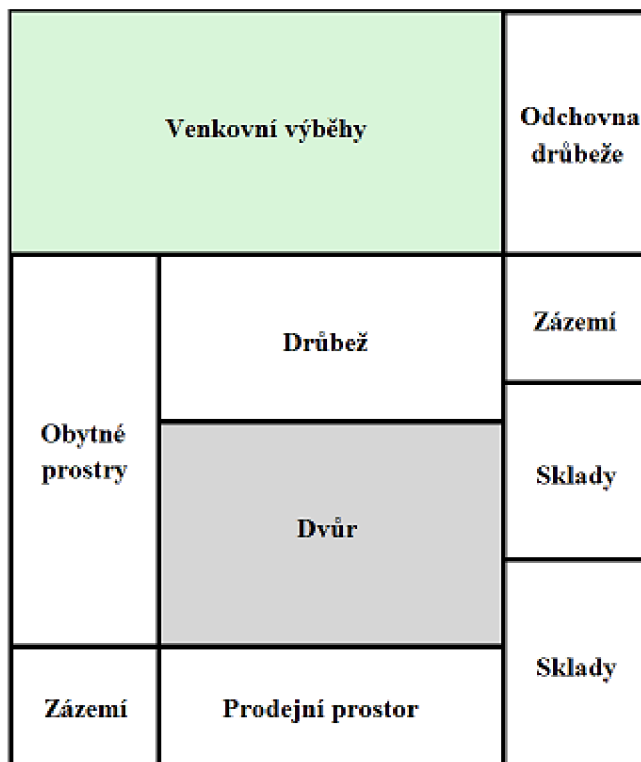 Venkovní výběhy
Odchovna
drůbeže
Drůbež
Zázemí
Obytné
prostry
Dvůr
Sklady
Sklady
Zázemí
Prodejní prostor